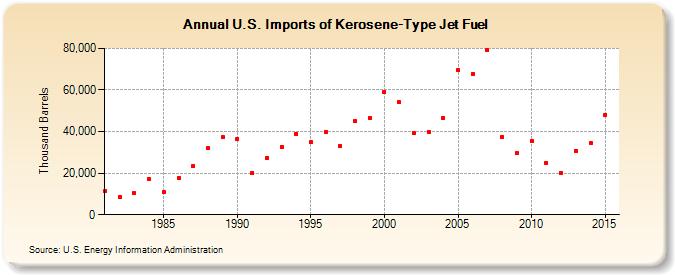 Annual U.S. Imports of Kerosene-Type Jet Fuel
Thousand Barrels
80,000
60,000
40,000
20,000
0
1985 1990 1995 2000 2005 2010 2015
Source: U.S. Energy Information Administration